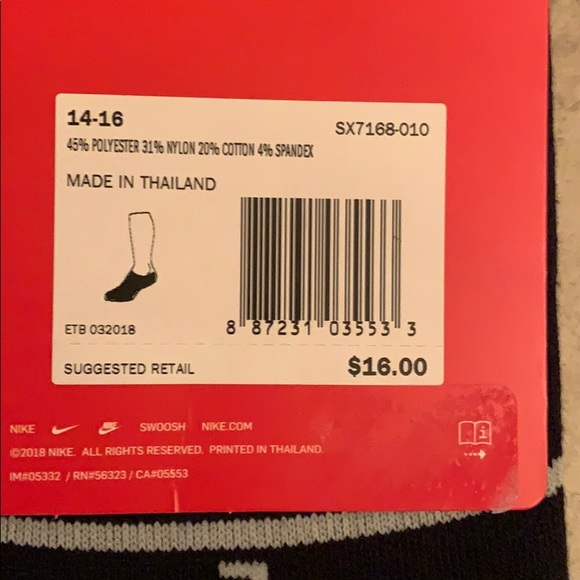 14-16 SX7168-010
45% POLYESTER 31% NYLON 20% COTTON 4% SPANDEX
MADE IN THAILAND
8 87231 03553 3
ETB 032018
SUGGESTED RETAIL $16.00
NIKE SWOOSH NIKE.COM
©2018 NIKE. ALL RIGHTS RESERVED. PRINTED IN THAILAND.
IM#05332 / RN#56323 / CA#05553